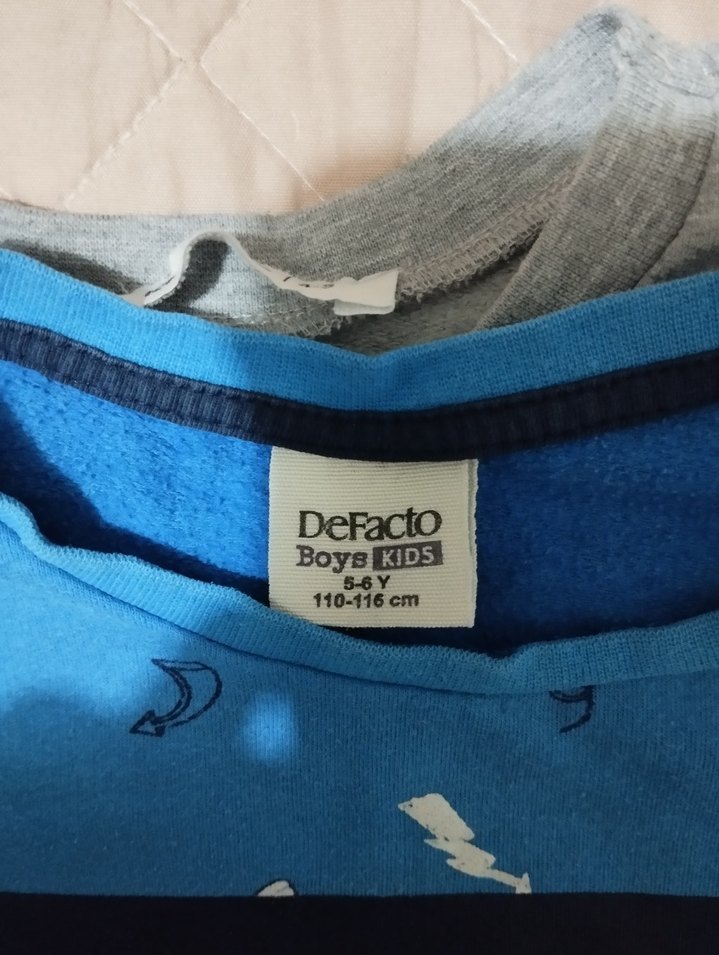 DeFacto
Boys KIDS
5-6 Y
110-116 cm